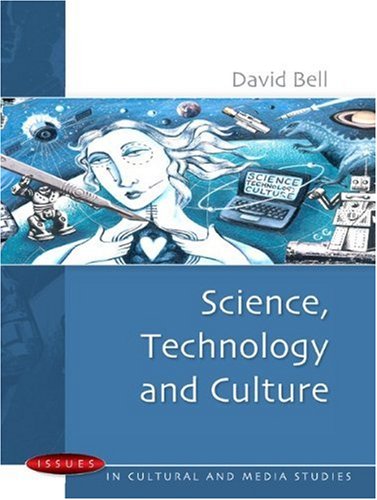 David Bell
SCIENCE
TECHNOLOGY
CULTURE
Science,
Technology
and Culture
ISSUES
IN CULTURAL AND MEDIA STUDIES